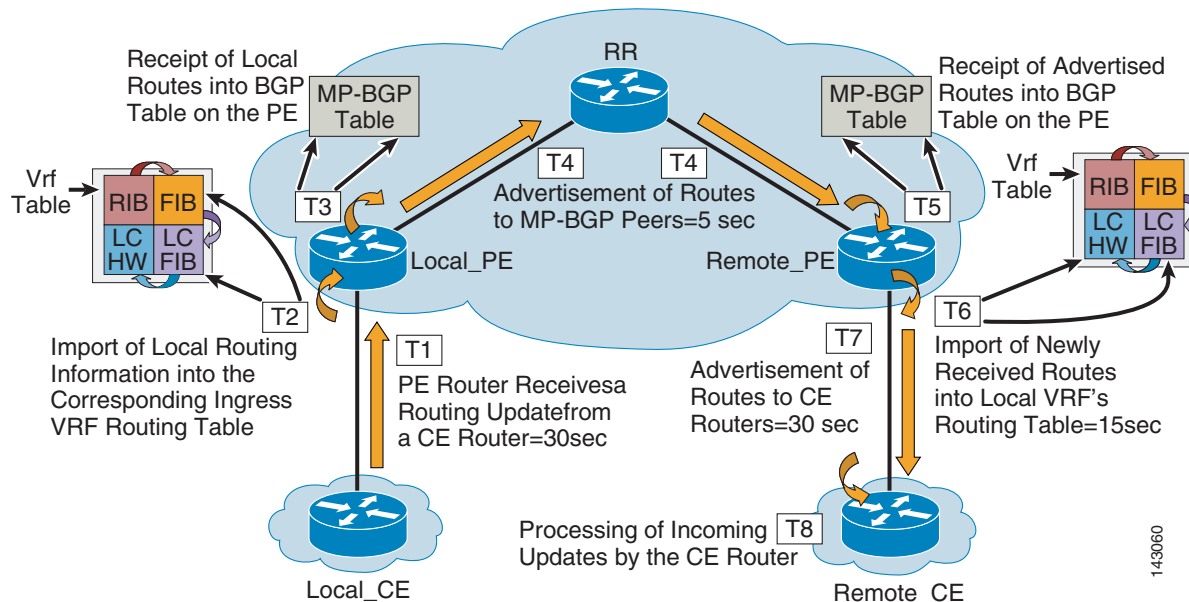 RR
Receipt of Local
Routes into BGP
Table on the PE
MP-BGP
Table
MP-BGP
Table
Receipt of Advertised
Routes into BGP
Table on the PE
Vrf
Table
RIB
FIB
LC
HW
LC
FIB
T3
T4
T4
Advertisement of Routes
to MP-BGP Peers=5 sec
T5
Vrf
Table
RIB
FIB
LC
HW
LC
FIB
Local_PE
Remote_PE
T2
Import of Local Routing
Information into the
Corresponding Ingress
VRF Routing Table
T1
PE Router Receivesa
Routing Updatefrom
a CE Router=30sec
T7
Advertisement of
Routes to CE
Routers=30 sec
T6
Import of Newly
Received Routes
into Local VRF's
Routing Table=15sec
Processing of Incoming
Updates by the CE Router
T8
Local_CE
Remote_CE
143060